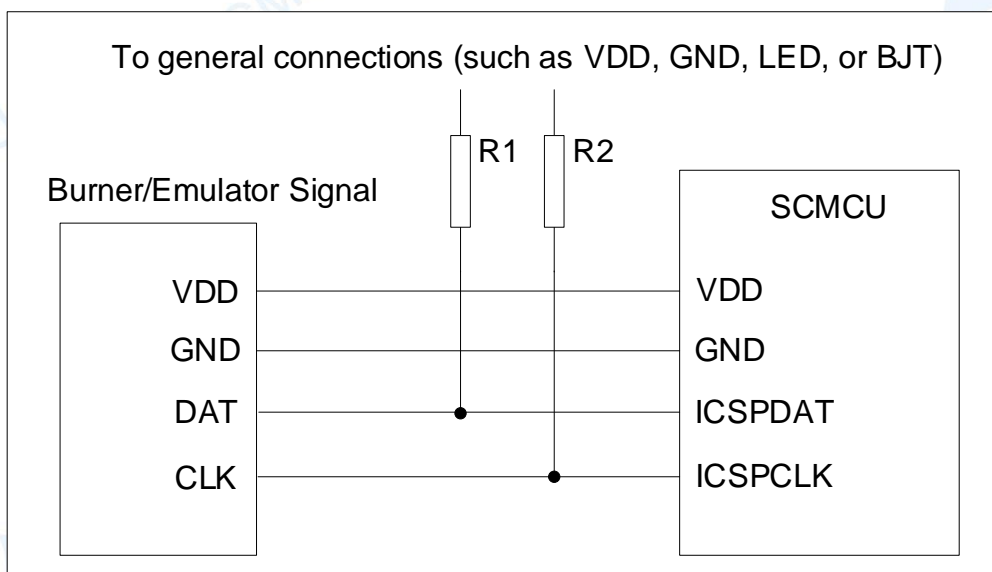 To general connections (such as VDD, GND, LED, or BJT)
R1
R2
Burner/Emulator Signal
SCMCU
VDD
VDD
GND
GND
DAT
ICSPDAT
CLK
ICSPCLK